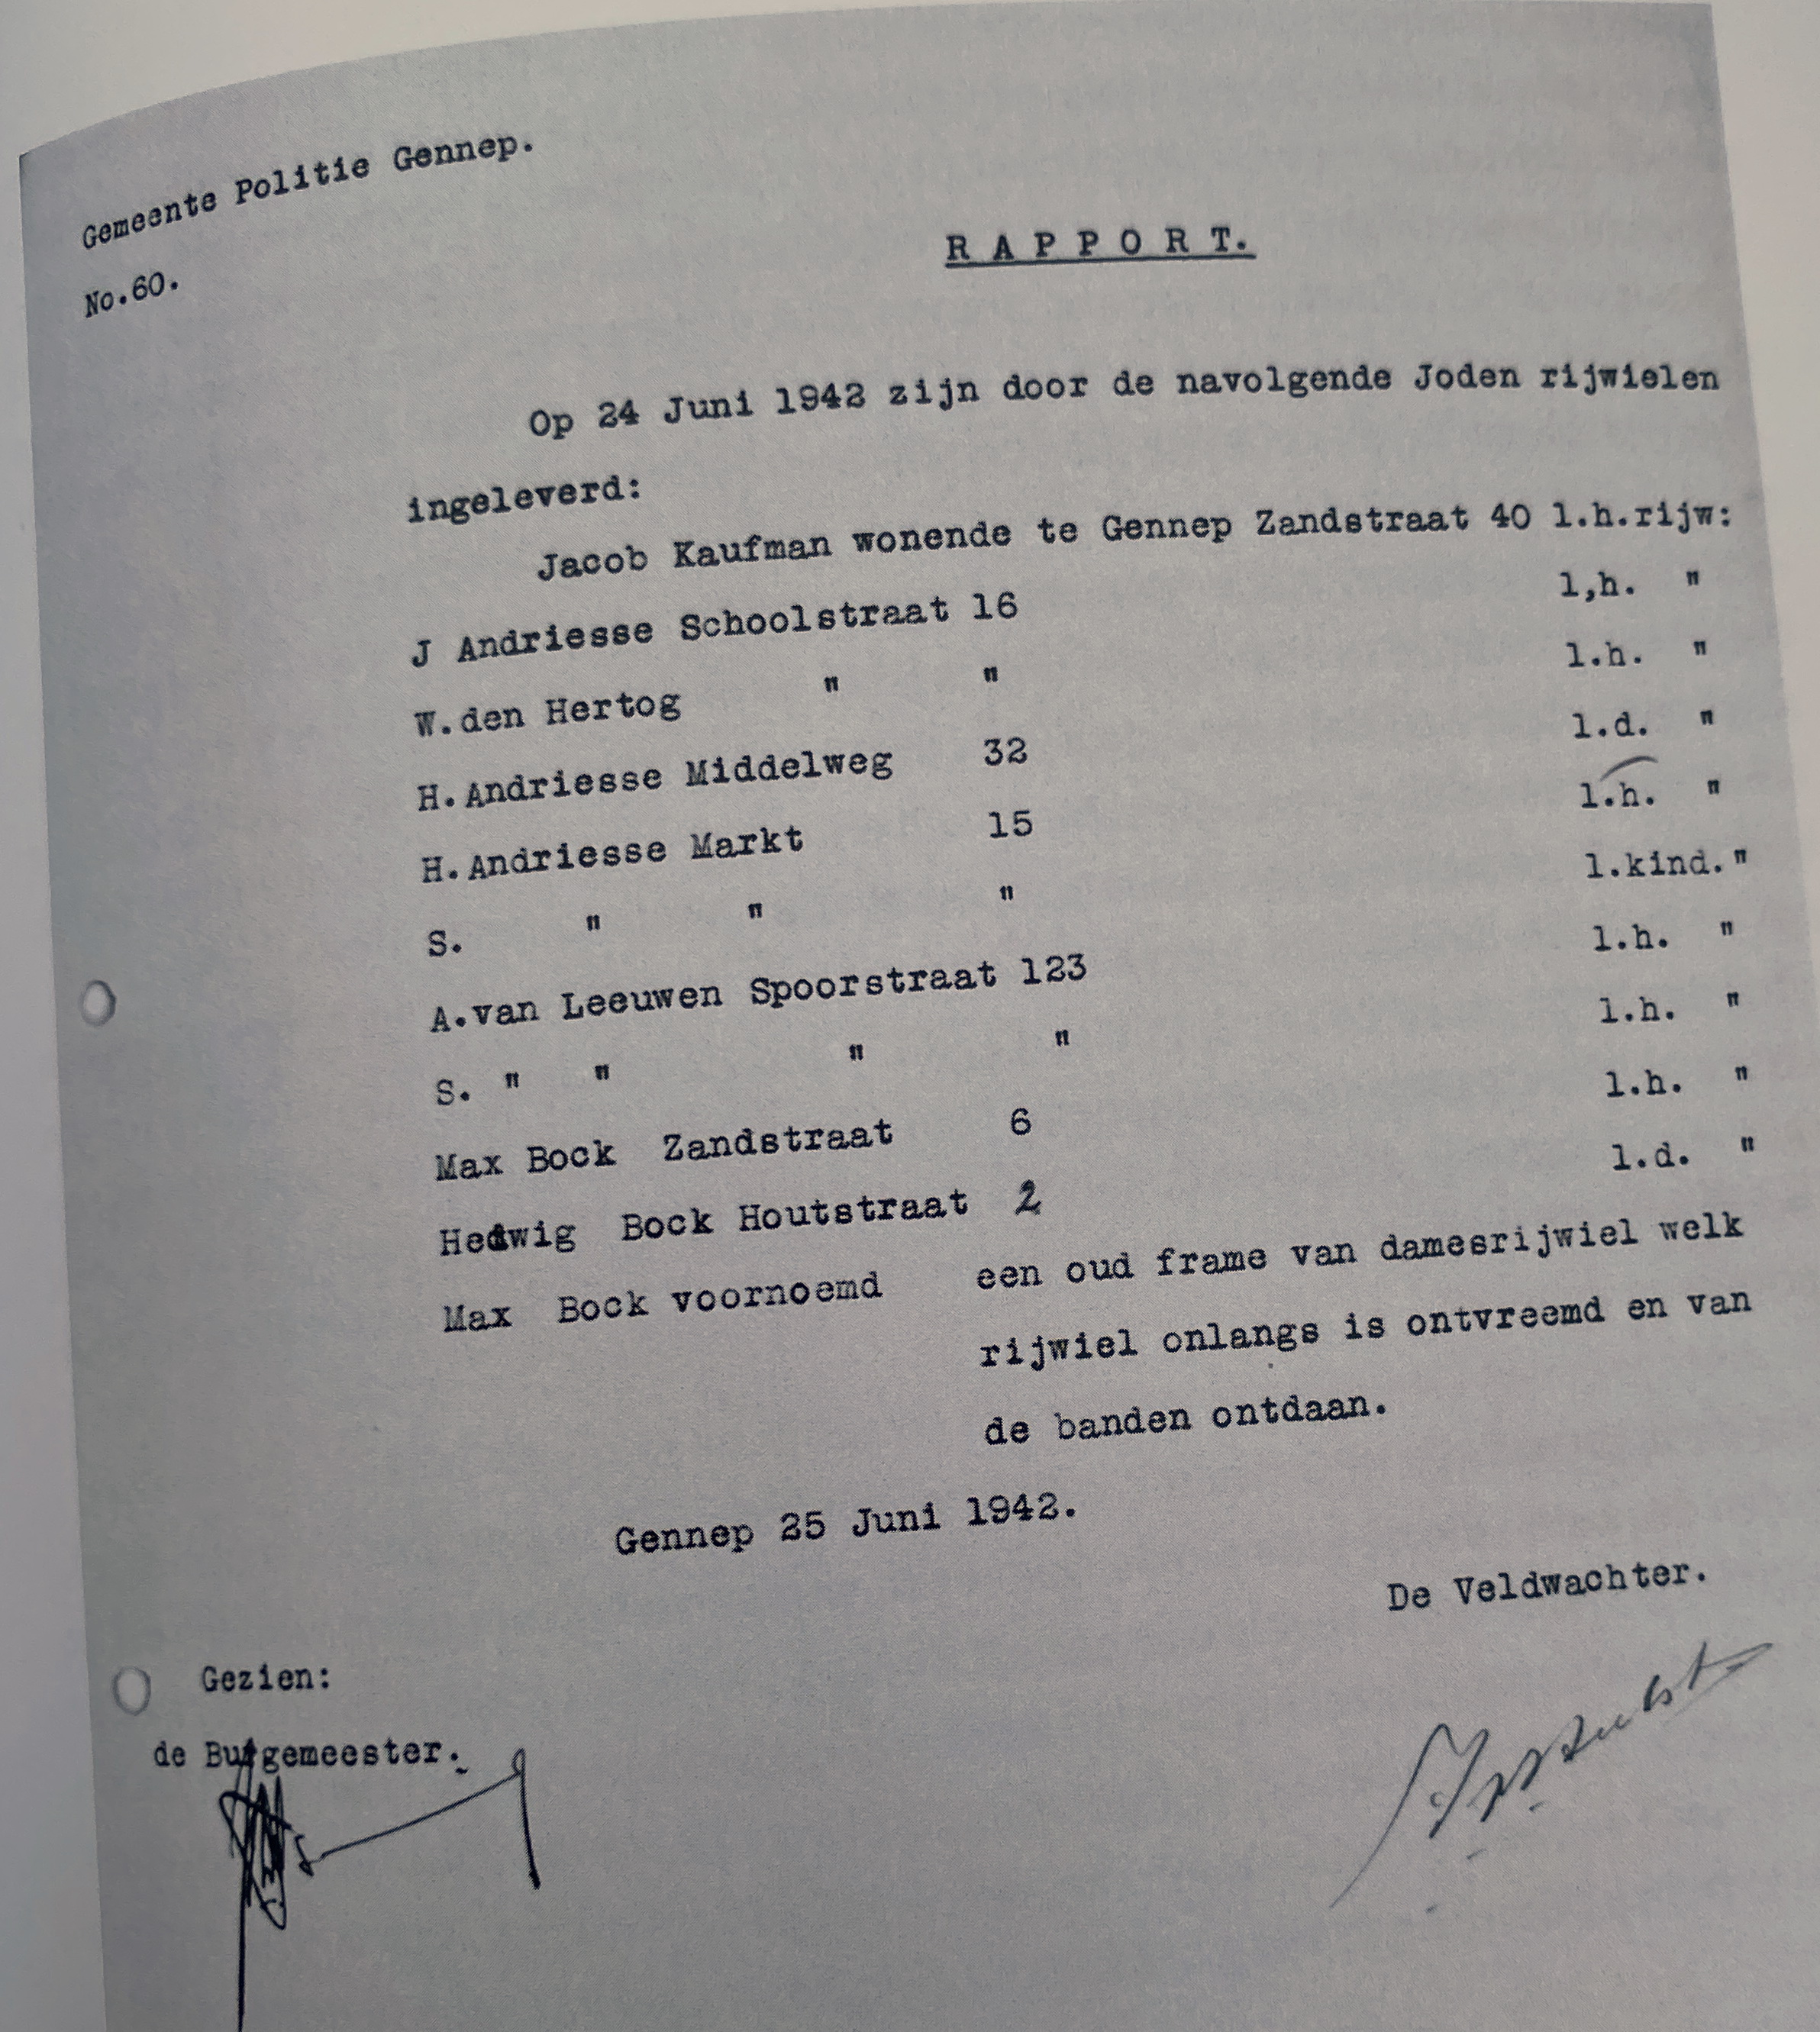 Gemeente Politie Gennep.
No.60.
R A P P O R T.
Op 24 Juni 1942 zijn door de navolgende Joden rijwielen
ingeleverd:
Jacob Kaufman wonende te Gennep Zandstraat 40 1.h.rijw:
J Andriesse Schoolstraat 16 1,h. "
W.den Hertog " " 1.h. "
H.Andriesse Middelweg 32 1.d. "
H.Andriesse Markt 15 1.h. "
S. " " " 1.kind."
A.van Leeuwen Spoorstraat 123 1.h. "
S. " " " " 1.h. "
Max Bock Zandstraat 6 1.h. "
Hedwig Bock Houtstraat 2 1.d. "
Max Bock voornoemd een oud frame van damesrijwiel welk
rijwiel onlangs is ontvreemd en van
de banden ontdaan.
Gennep 25 Juni 1942.
De Veldwachter.
Gezien:
de Burgemeester.